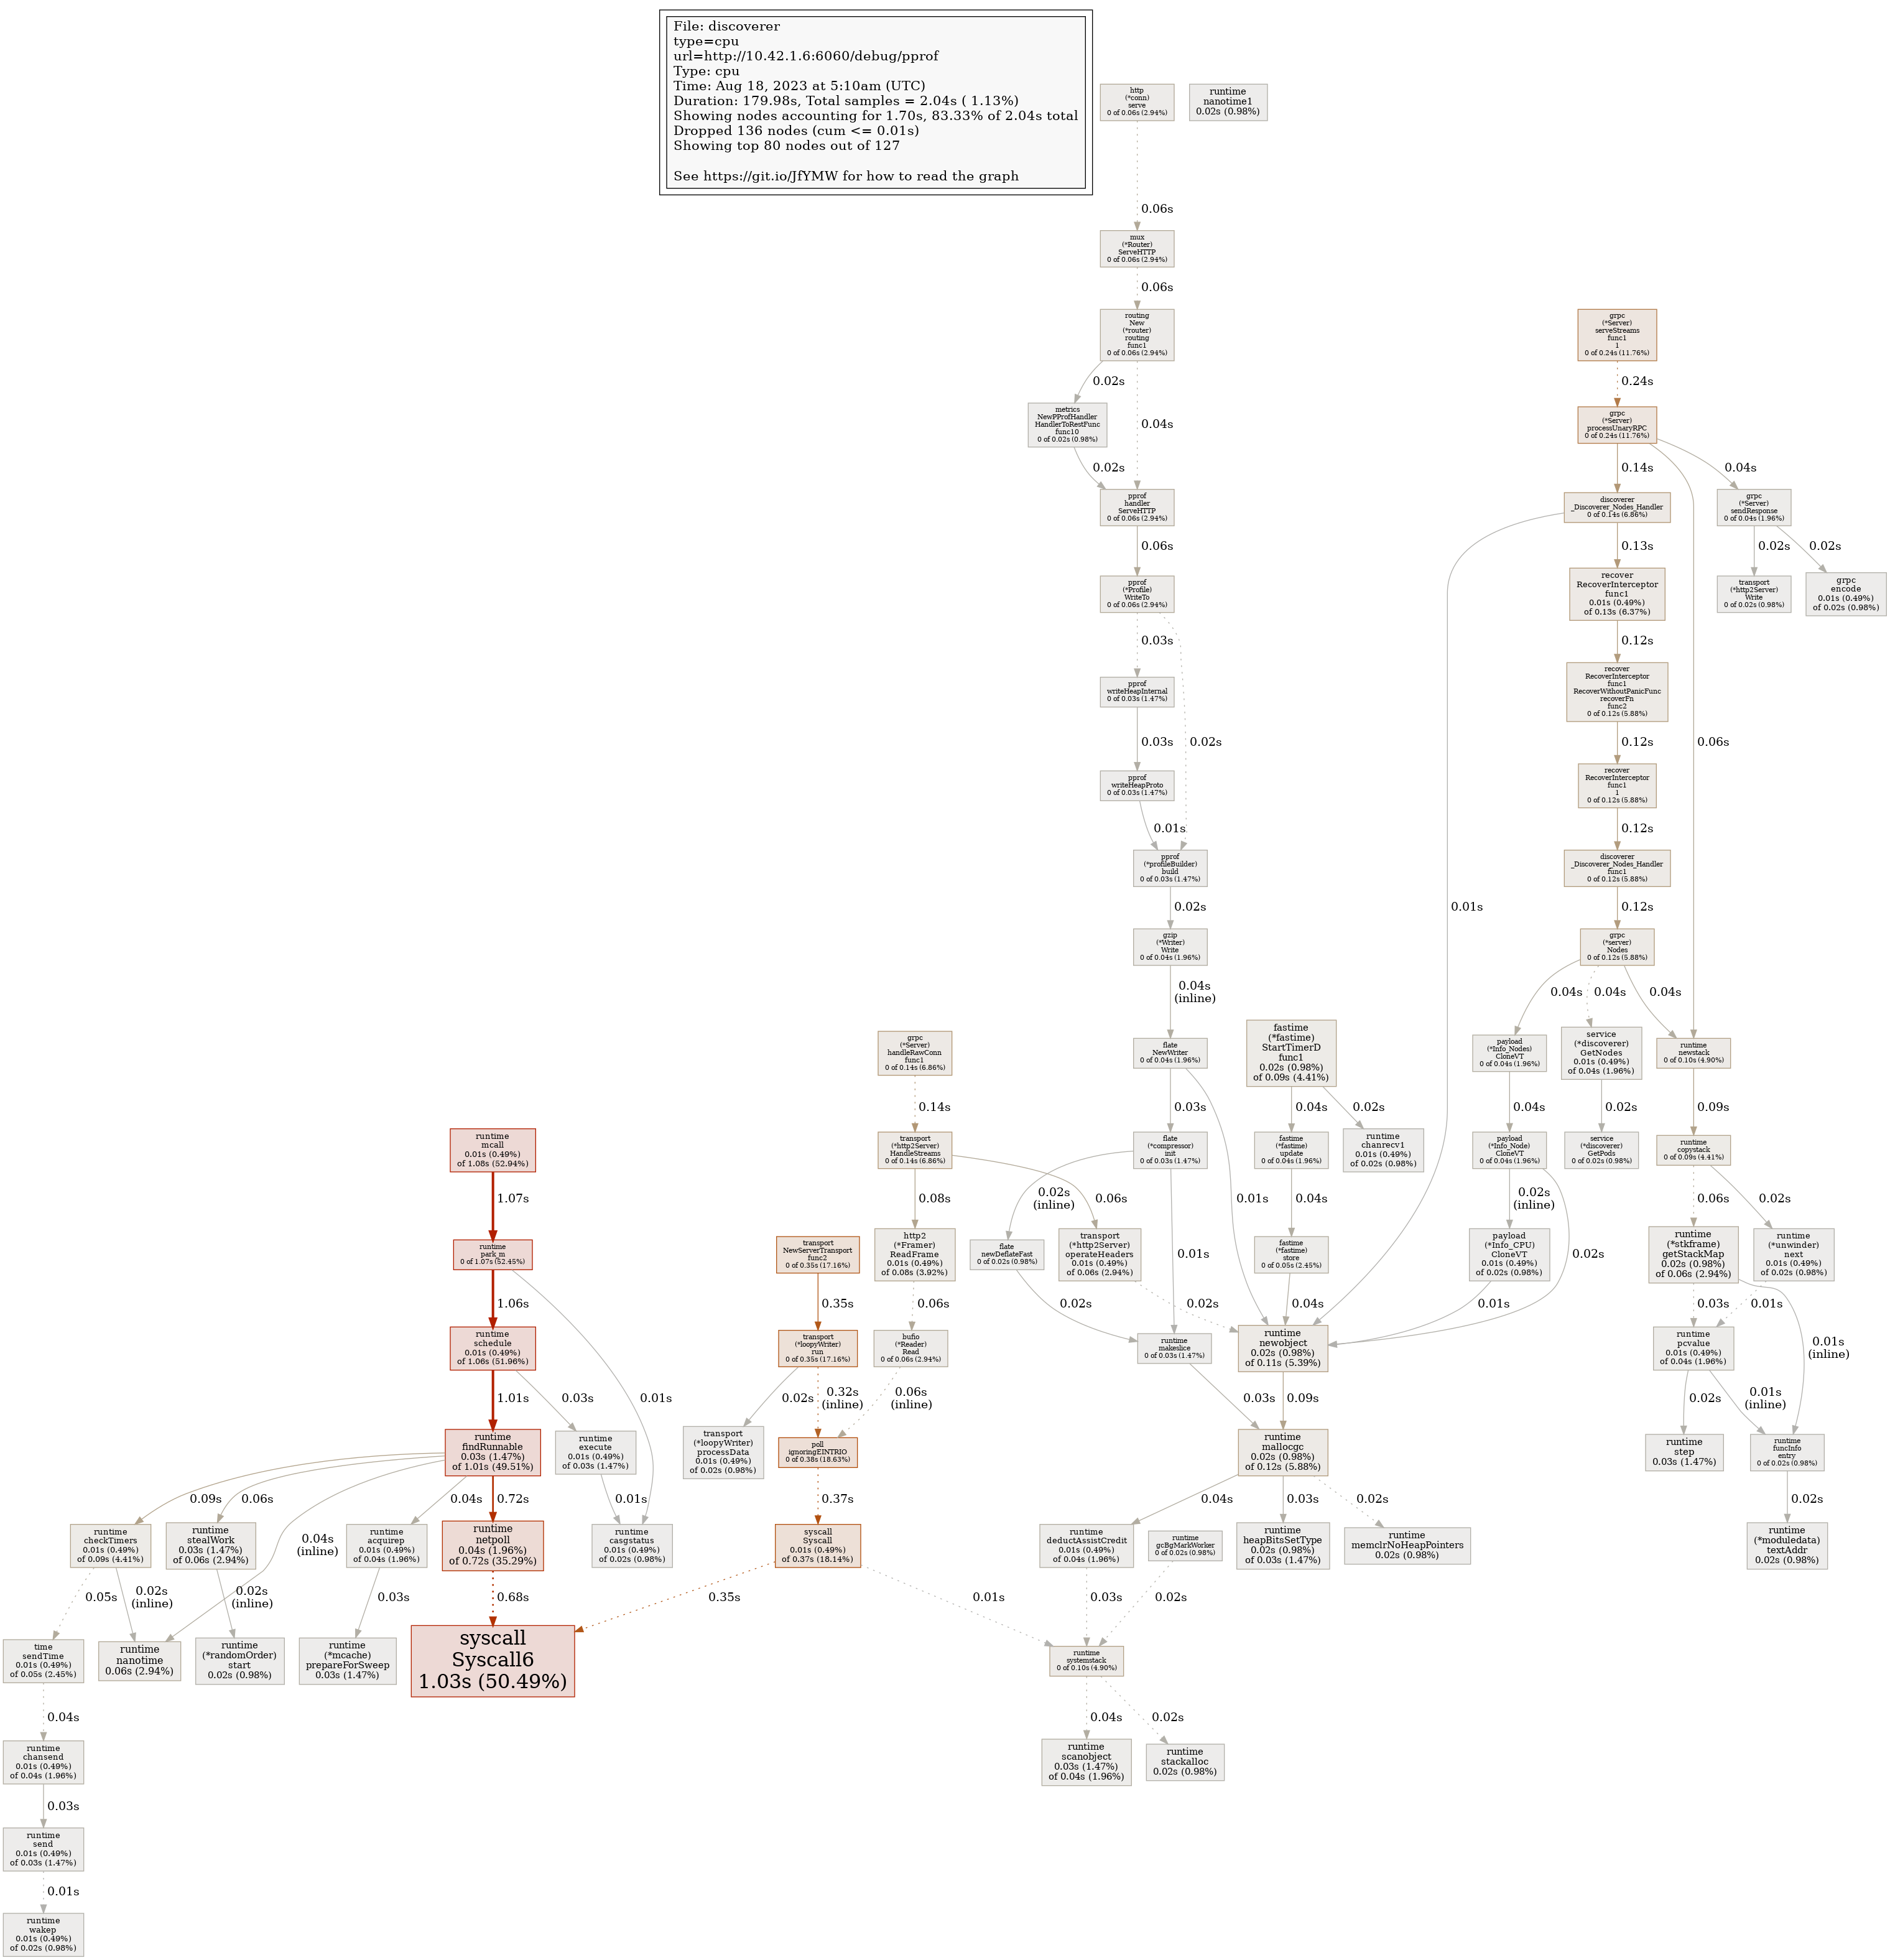 File: discoverer
type=cpu
url=http://10.42.1.6:6060/debug/pprof
Type: cpu
Time: Aug 18, 2023 at 5:10am (UTC)
Duration: 179.98s, Total samples = 2.04s ( 1.13%)
Showing nodes accounting for 1.70s, 83.33% of 2.04s total
Dropped 136 nodes (cum <= 0.01s)
Showing top 80 nodes out of 127
See https://git.io/JfYMW for how to read the graph
http
(*conn)
serve
0 of 0.06s (2.94%)
runtime
nanotime1
0.02s (0.98%)
0.06s
mux
(*Router)
ServeHTTP
0 of 0.06s (2.94%)
0.06s
routing
New
(*router)
routing
func1
0 of 0.06s (2.94%)
0.02s
0.04s
metrics
NewPProfHandler
HandlerToRestFunc
func10
0 of 0.02s (0.98%)
0.02s
pprof
handler
ServeHTTP
0 of 0.06s (2.94%)
0.06s
pprof
(*Profile)
WriteTo
0 of 0.06s (2.94%)
0.03s
0.02s
pprof
writeHeapInternal
0 of 0.03s (1.47%)
0.03s
pprof
writeHeapProto
0 of 0.03s (1.47%)
0.01s
pprof
(*profileBuilder)
build
0 of 0.03s (1.47%)
0.02s
gzip
(*Writer)
Write
0 of 0.04s (1.96%)
0.04s
(inline)
flate
NewWriter
0 of 0.04s (1.96%)
0.03s
0.01s
flate
(*compressor)
init
0 of 0.03s (1.47%)
0.02s
(inline)
0.01s
flate
newDeflateFast
0 of 0.02s (0.98%)
0.02s
runtime
makeslice
0 of 0.03s (1.47%)
0.03s
grpc
(*Server)
serveStreams
func1
1
0 of 0.24s (11.76%)
0.24s
grpc
(*Server)
processUnaryRPC
0 of 0.24s (11.76%)
0.14s
0.06s
0.04s
discoverer
_Discoverer_Nodes_Handler
0 of 0.14s (6.86%)
0.01s
0.13s
grpc
(*Server)
sendResponse
0 of 0.04s (1.96%)
0.02s
0.02s
transport
(*http2Server)
Write
0 of 0.02s (0.98%)
grpc
encode
0.01s (0.49%)
of 0.02s (0.98%)
recover
RecoverInterceptor
func1
0.01s (0.49%)
of 0.13s (6.37%)
0.12s
recover
RecoverInterceptor
func1
RecoverWithoutPanicFunc
recoverFn
func2
0 of 0.12s (5.88%)
0.12s
recover
RecoverInterceptor
func1
1
0 of 0.12s (5.88%)
0.12s
discoverer
_Discoverer_Nodes_Handler
func1
0 of 0.12s (5.88%)
0.12s
grpc
(*server)
Nodes
0 of 0.12s (5.88%)
0.04s
0.04s
0.04s
payload
(*Info_Nodes)
CloneVT
0 of 0.04s (1.96%)
0.04s
service
(*discoverer)
GetNodes
0.01s (0.49%)
of 0.04s (1.96%)
0.02s
runtime
newstack
0 of 0.10s (4.90%)
0.09s
payload
(*Info_Node)
CloneVT
0 of 0.04s (1.96%)
0.02s
(inline)
0.02s
service
(*discoverer)
GetPods
0 of 0.02s (0.98%)
runtime
copystack
0 of 0.09s (4.41%)
0.06s
0.02s
payload
(*Info_CPU)
CloneVT
0.01s (0.49%)
of 0.02s (0.98%)
0.01s
runtime
(*stkframe)
getStackMap
0.02s (0.98%)
of 0.06s (2.94%)
0.03s
0.01s
(inline)
runtime
(*unwinder)
next
0.01s (0.49%)
of 0.02s (0.98%)
0.01s
runtime
pcvalue
0.01s (0.49%)
of 0.04s (1.96%)
0.02s
0.01s
(inline)
runtime
step
0.03s (1.47%)
runtime
funcInfo
entry
0 of 0.02s (0.98%)
0.02s
runtime
(*moduledata)
textAddr
0.02s (0.98%)
fastime
(*fastime)
StartTimerD
func1
0.02s (0.98%)
of 0.09s (4.41%)
0.04s
0.02s
fastime
(*fastime)
update
0 of 0.04s (1.96%)
0.04s
runtime
chanrecv1
0.01s (0.49%)
of 0.02s (0.98%)
fastime
(*fastime)
store
0 of 0.05s (2.45%)
0.04s
runtime
newobject
0.02s (0.98%)
of 0.11s (5.39%)
0.09s
runtime
mallocgc
0.02s (0.98%)
of 0.12s (5.88%)
0.04s
0.03s
0.02s
runtime
deductAssistCredit
0.01s (0.49%)
of 0.04s (1.96%)
0.03s
runtime
gcBgMarkWorker
0 of 0.02s (0.98%)
0.02s
runtime
heapBitsSetType
0.02s (0.98%)
of 0.03s (1.47%)
runtime
memclrNoHeapPointers
0.02s (0.98%)
runtime
systemstack
0 of 0.10s (4.90%)
0.04s
0.02s
runtime
scanobject
0.03s (1.47%)
of 0.04s (1.96%)
runtime
stackalloc
0.02s (0.98%)
grpc
(*Server)
handleRawConn
func1
0 of 0.14s (6.86%)
0.14s
transport
(*http2Server)
HandleStreams
0 of 0.14s (6.86%)
0.08s
0.06s
http2
(*Framer)
ReadFrame
0.01s (0.49%)
of 0.08s (3.92%)
0.06s
transport
(*http2Server)
operateHeaders
0.01s (0.49%)
of 0.06s (2.94%)
0.02s
bufio
(*Reader)
Read
0 of 0.06s (2.94%)
0.06s
(inline)
transport
NewServerTransport
func2
0 of 0.35s (17.16%)
0.35s
transport
(*loopyWriter)
run
0 of 0.35s (17.16%)
0.02s
0.32s
(inline)
transport
(*loopyWriter)
processData
0.01s (0.49%)
of 0.02s (0.98%)
poll
ignoringEINTRIO
0 of 0.38s (18.63%)
0.37s
syscall
Syscall
0.01s (0.49%)
of 0.37s (18.14%)
0.35s
0.01s
runtime
mcall
0.01s (0.49%)
of 1.08s (52.94%)
1.07s
runtime
park_m
0 of 1.07s (52.45%)
1.06s
0.01s
runtime
schedule
0.01s (0.49%)
of 1.06s (51.96%)
1.01s
0.03s
runtime
findRunnable
0.03s (1.47%)
of 1.01s (49.51%)
0.09s
0.06s
0.04s
(inline)
0.04s
0.72s
runtime
execute
0.01s (0.49%)
of 0.03s (1.47%)
0.01s
runtime
checkTimers
0.01s (0.49%)
of 0.09s (4.41%)
0.05s
0.02s
(inline)
runtime
stealWork
0.03s (1.47%)
of 0.06s (2.94%)
0.02s
(inline)
runtime
acquirep
0.01s (0.49%)
of 0.04s (1.96%)
0.03s
runtime
netpoll
0.04s (1.96%)
of 0.72s (35.29%)
0.68s
runtime
casgstatus
0.01s (0.49%)
of 0.02s (0.98%)
time
sendTime
0.01s (0.49%)
of 0.05s (2.45%)
0.04s
runtime
nanotime
0.06s (2.94%)
runtime
(*randomOrder)
start
0.02s (0.98%)
runtime
(*mcache)
prepareForSweep
0.03s (1.47%)
syscall
Syscall6
1.03s (50.49%)
runtime
chansend
0.01s (0.49%)
of 0.04s (1.96%)
0.03s
runtime
send
0.01s (0.49%)
of 0.03s (1.47%)
0.01s
runtime
wakep
0.01s (0.49%)
of 0.02s (0.98%)